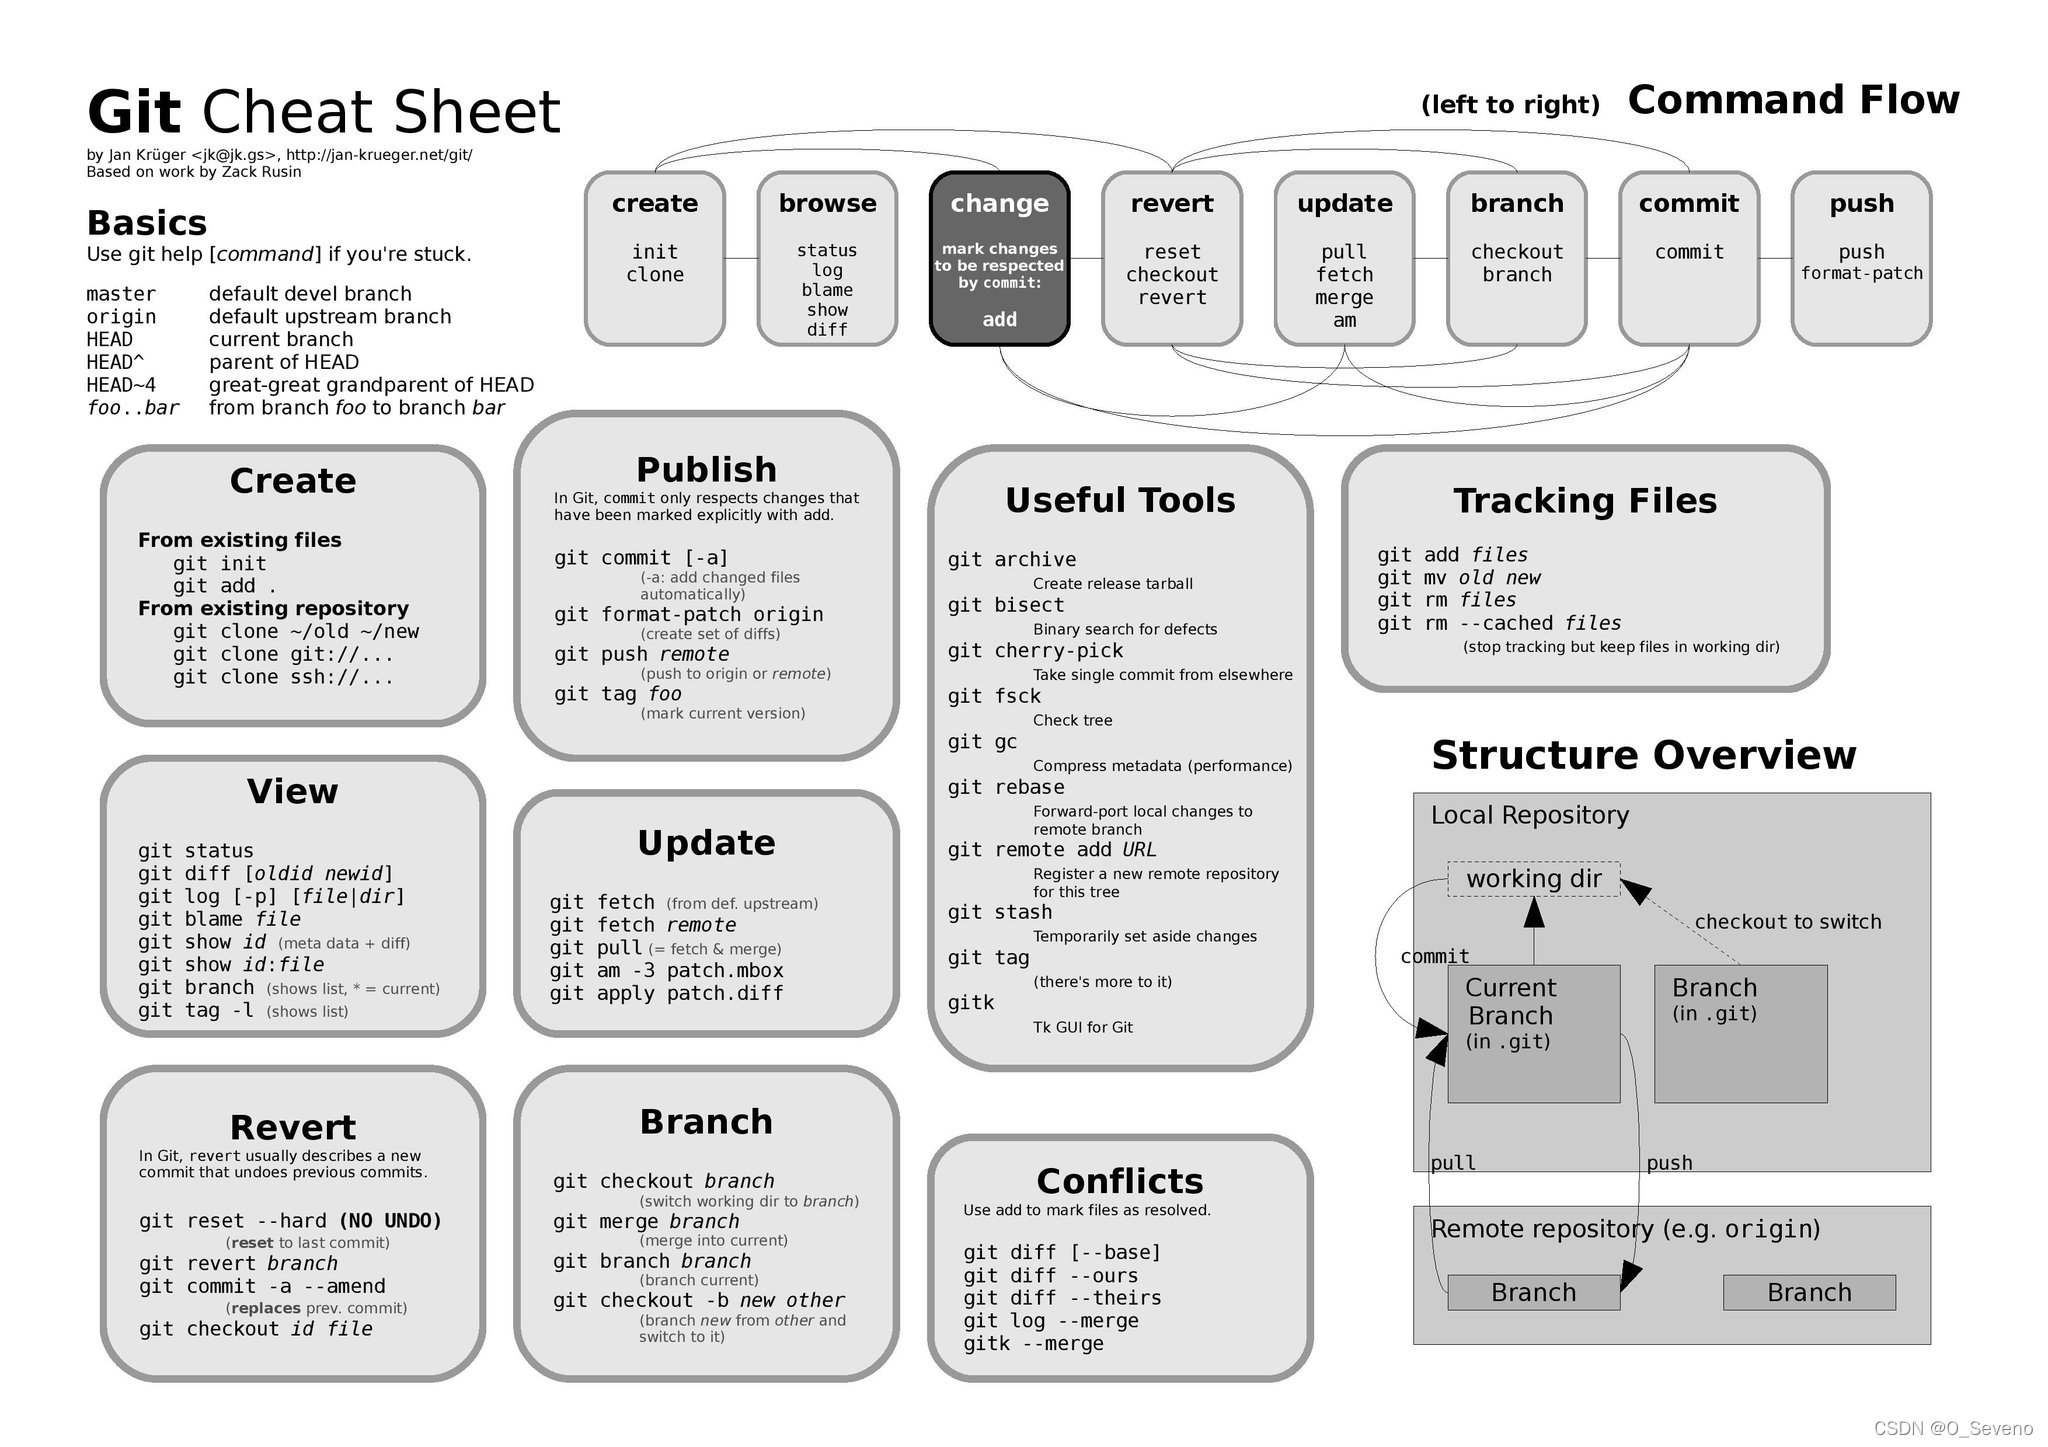 Git Cheat Sheet
by Jan Krüger <jk@jk.gs>, http://jan-krueger.net/git/
Based on work by Zack Rusin
Basics
Use git help [command] if you're stuck.
master default devel branch
origin default upstream branch
HEAD current branch
HEAD^ parent of HEAD
HEAD~4 great-great grandparent of HEAD
foo..bar from branch foo to branch bar
(left to right) Command Flow
create
init
clone
browse
status
log
blame
show
diff
change
mark changes
to be respected
by commit:
add
revert
reset
checkout
revert
update
pull
fetch
merge
am
branch
checkout
branch
commit
commit
push
push
format-patch
Create
From existing files
git init
git add .
From existing repository
git clone ~/old ~/new
git clone git://...
git clone ssh://...
View
git status
git diff [oldid newid]
git log [-p] [file|dir]
git blame file
git show id (meta data + diff)
git show id:file
git branch (shows list, * = current)
git tag -l (shows list)
Revert
In Git, revert usually describes a new
commit that undoes previous commits.
git reset --hard (NO UNDO)
(reset to last commit)
git revert branch
git commit -a --amend
(replaces prev. commit)
git checkout id file
Publish
In Git, commit only respects changes that
have been marked explicitly with add.
git commit [-a]
(-a: add changed files
automatically)
git format-patch origin
(create set of diffs)
git push remote
(push to origin or remote)
git tag foo
(mark current version)
Update
git fetch (from def. upstream)
git fetch remote
git pull (= fetch & merge)
git am -3 patch.mbox
git apply patch.diff
Branch
git checkout branch
(switch working dir to branch)
git merge branch
(merge into current)
git branch branch
(branch current)
git checkout -b new other
(branch new from other and
switch to it)
Useful Tools
git archive
Create release tarball
git bisect
Binary search for defects
git cherry-pick
Take single commit from elsewhere
git fsck
Check tree
git gc
Compress metadata (performance)
git rebase
Forward-port local changes to
remote branch
git remote add URL
Register a new remote repository
for this tree
git stash
Temporarily set aside changes
git tag
(there's more to it)
gitk
Tk GUI for Git
Conflicts
Use add to mark files as resolved.
git diff [--base]
git diff --ours
git diff --theirs
git log --merge
gitk --merge
Tracking Files
git add files
git mv old new
git rm files
git rm --cached files
(stop tracking but keep files in working dir)
Structure Overview
Local Repository
working dir
checkout to switch
commit
Current
Branch
(in .git)
Branch
(in .git)
pull
push
Remote repository (e.g. origin)
Branch
Branch
CSDN @O_Seveno